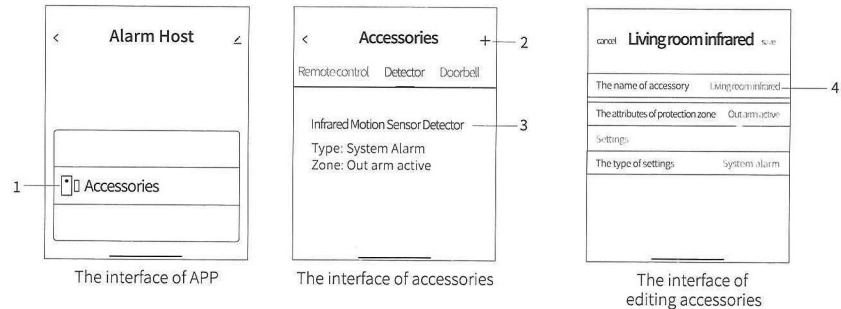 < Alarm Host
1 Accessories
The interface of APP
< Accessories + 2
Remote control Detector Doorbell
Infrared Motion Sensor Detector 3
Type: System Alarm
Zone: Out arm active
The interface of accessories
cancel Living room infrared save
The name of accessory Living room infrared 4
The attributes of protection zone Out arm active
Settings
The type of settings System alarm
The interface of
editing accessories